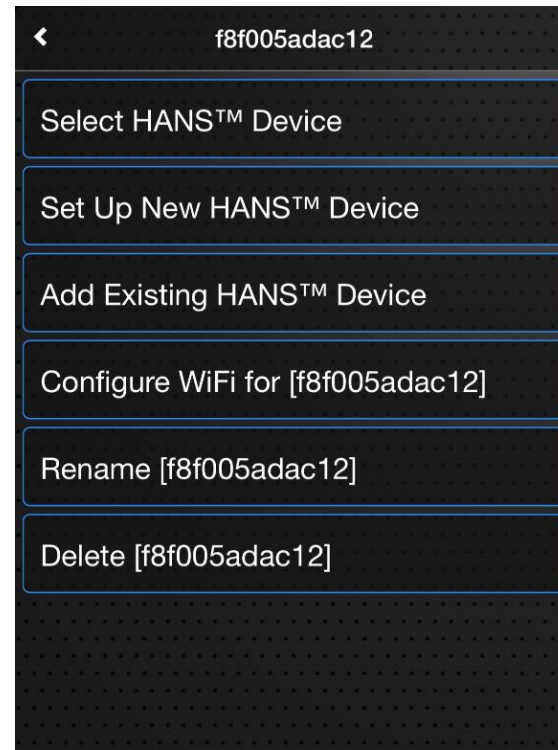 f8f005adac12
Select HANS™ Device
Set Up New HANS™ Device
Add Existing HANS™ Device
Configure WiFi for [f8f005adac12]
Rename [f8f005adac12]
Delete [f8f005adac12]